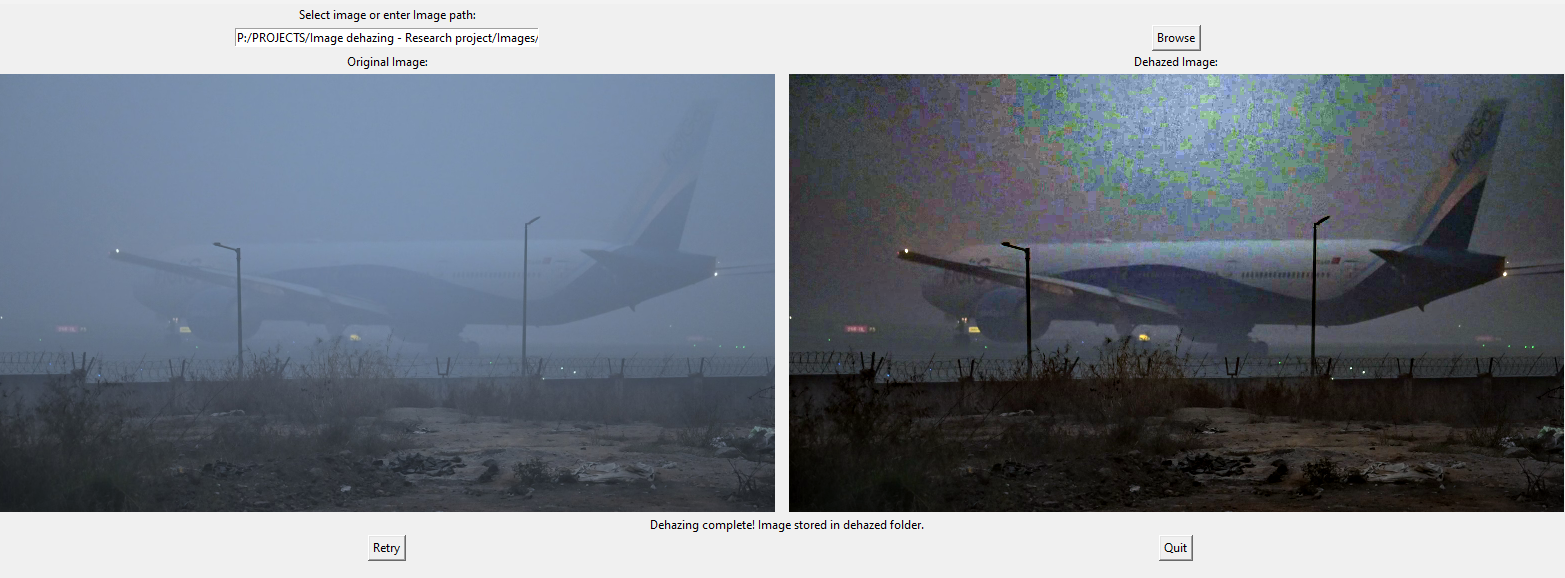 Select image or enter Image path:
P:/PROJECTS/Image dehazing - Research project/Images/
Browse
Original Image:
Dehazed Image:
IndiGo
Dehazing complete! Image stored in dehazed folder.
Retry
Quit